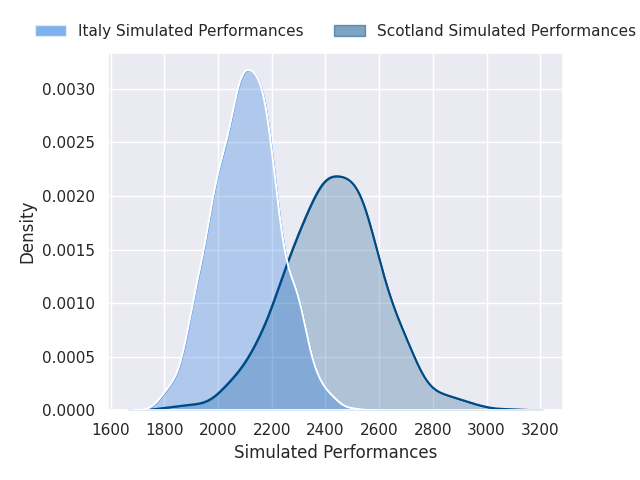 Italy Simulated Performances
Scotland Simulated Performances
0.0030
0.0025
0.0020
0.0015
0.0010
0.0005
0.0000
Density
1600 1800 2000 2200 2400 2600 2800 3000 3200
Simulated Performances